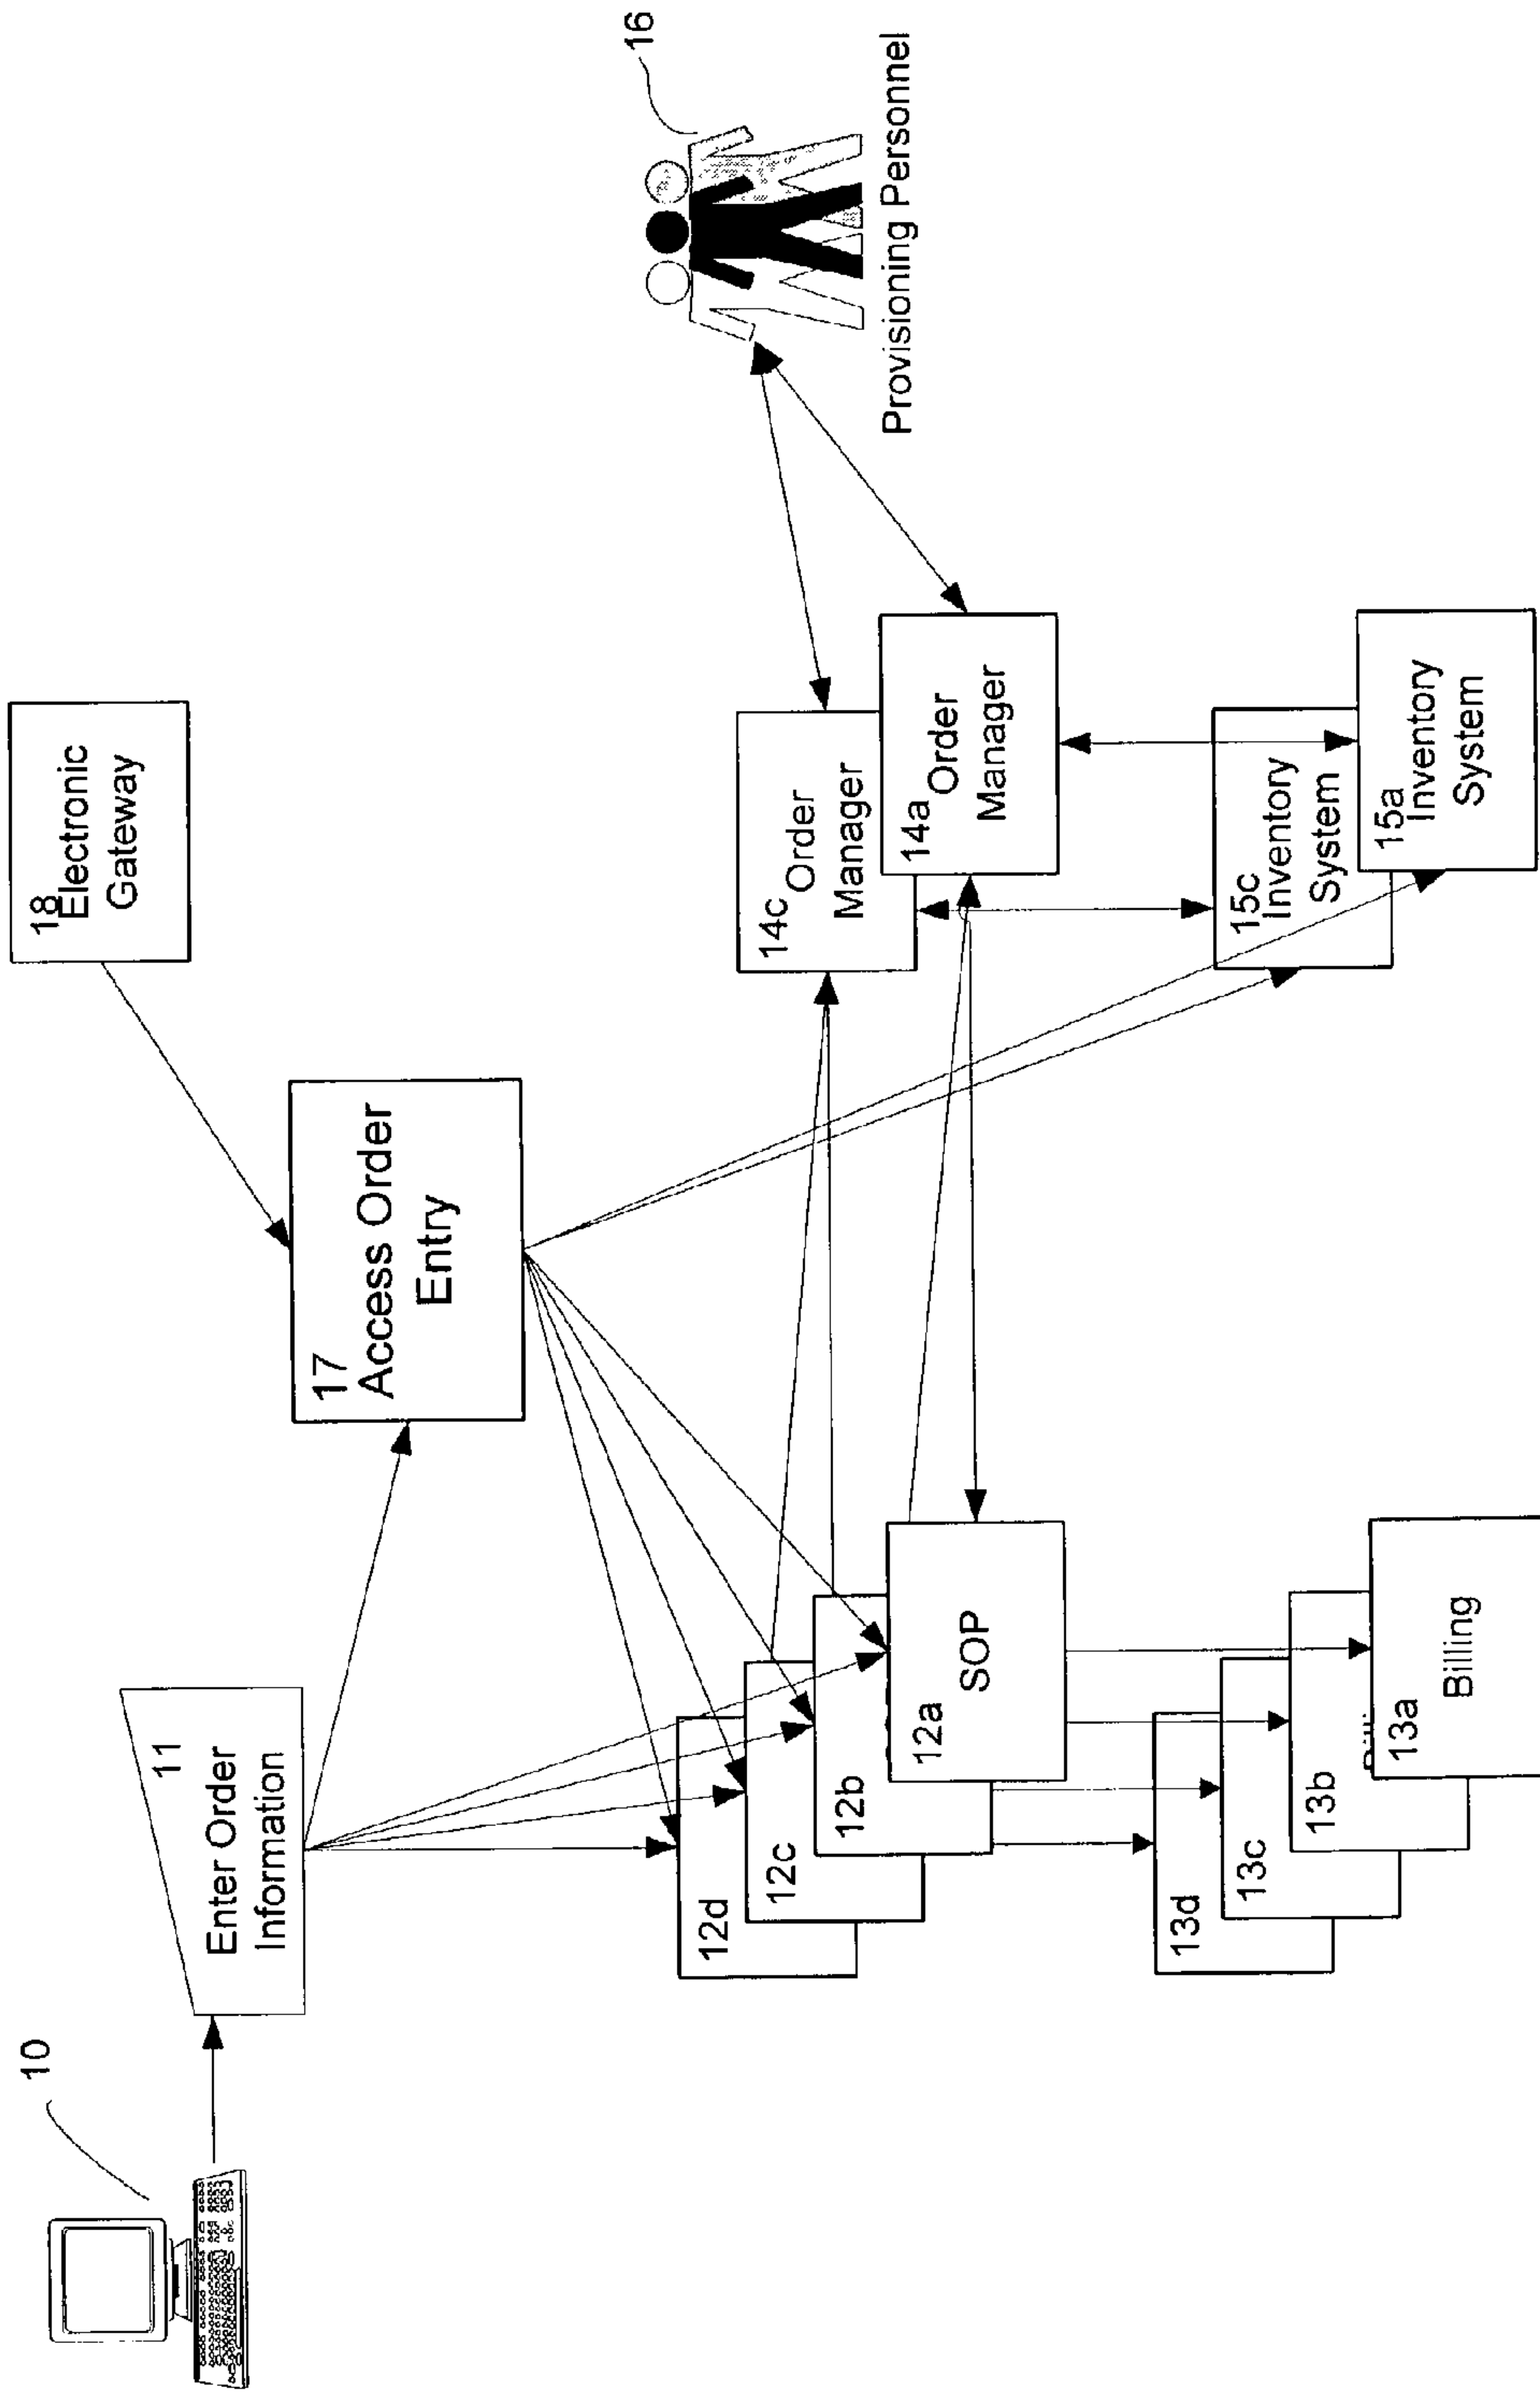 10
11
Enter Order
Information
17
Access Order
Entry
18
Electronic
Gateway
12d
12c
12b
12a
SOP
14c
Order
Manager
14a
Order
Manager
16
Provisioning Personnel
13d
13c
13b
13a
Billing
15c
Inventory
System
15a
Inventory
System